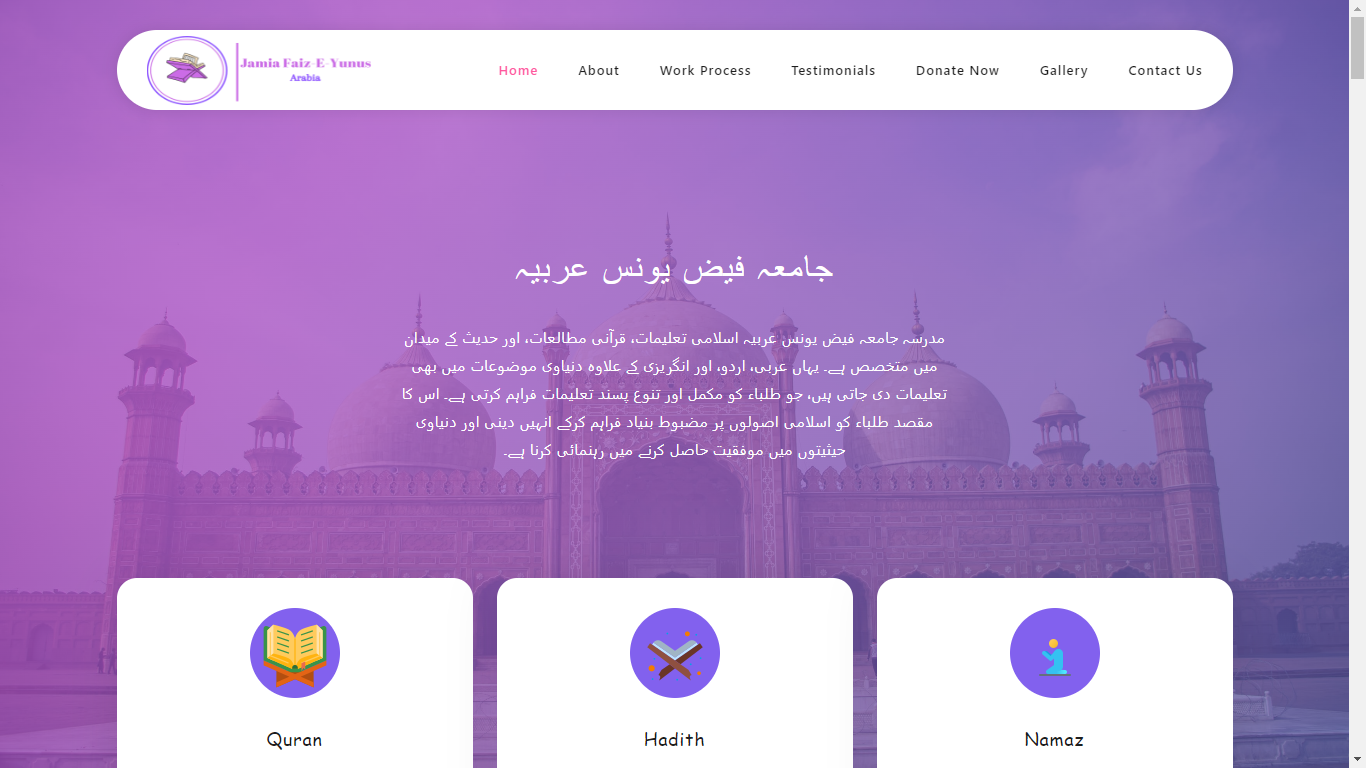 Jamia Faiz-E-Yunus
Arabia
Home About Work Process Testimonials Donate Now Gallery Contact Us
جامعہ فیض یونس عربیہ
مدرسہ جامعہ فیض یونس عربیہ اسلامی تعلیمات، قرآنی مطالعات، اور حدیث کے میدان
میں متخصص ہے۔ یہاں عربی، اردو، اور انگریزی کے علاوہ دنیاوی موضوعات میں بھی
تعلیمات دی جاتی ہیں، جو طلباء کو مکمل اور تنوع پسند تعلیمات فراہم کرتی ہے۔ اس کا
مقصد طلباء کو اسلامی اصولوں پر مضبوط بنیاد فراہم کرکے انہیں دینی اور دنیاوی
حیثیتوں میں موفقیت حاصل کرنے میں رہنمائی کرنا ہے۔
Quran
Hadith
Namaz